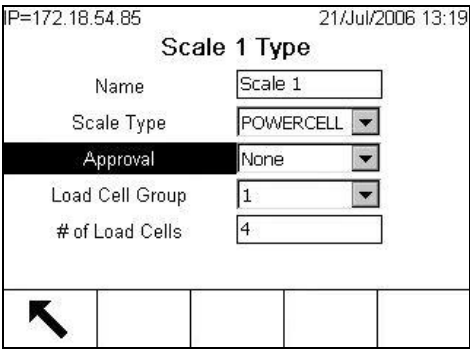 IP=172.18.54.85 21/Jul/2006 13:19
Scale 1 Type
Name Scale 1
Scale Type POWERCELL
Approval None
Load Cell Group 1
# of Load Cells 4